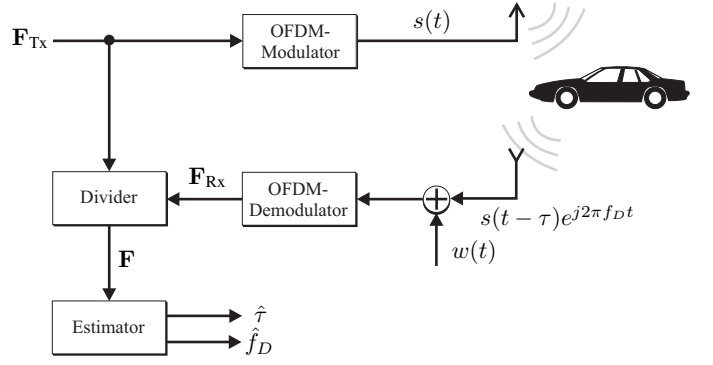 F_Tx
OFDM-
Modulator
s(t)
Divider
F_Rx
OFDM-
Demodulator
+
s(t − τ)e^{j2πf_D t}
w(t)
F
Estimator
τ̂
f̂_D